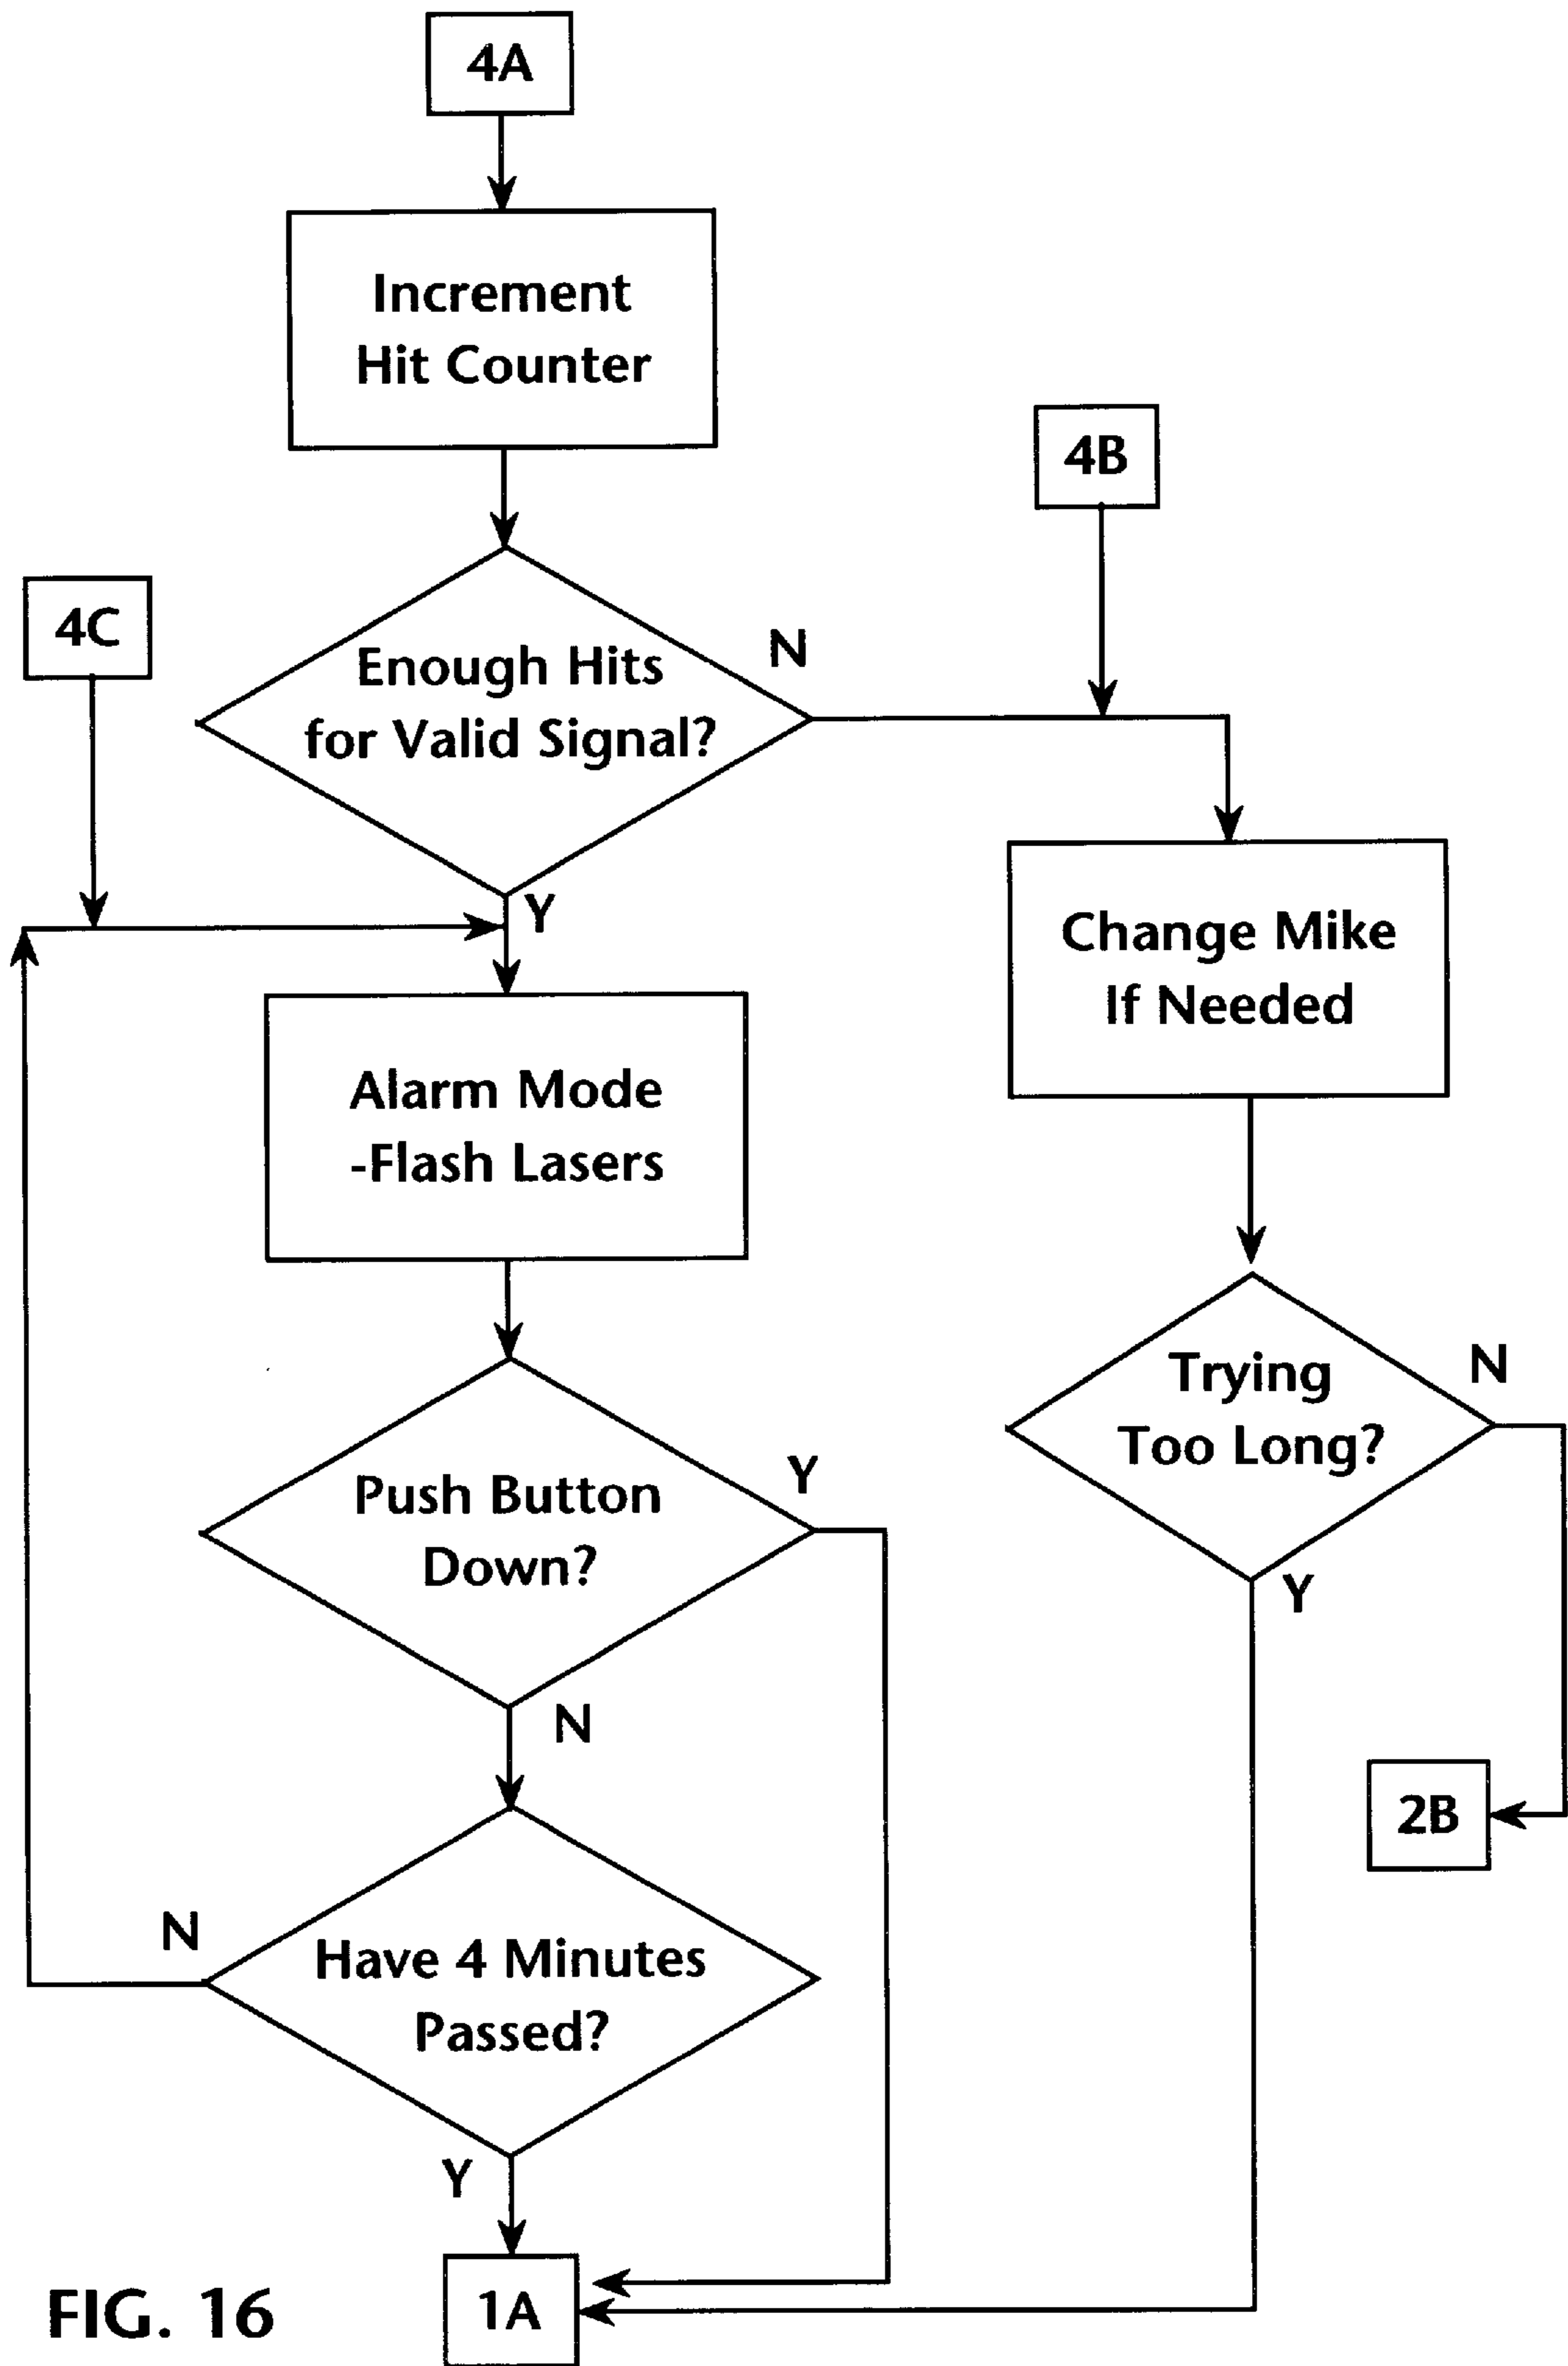 4A
Increment
Hit Counter
4B
4C
Enough Hits
for Valid Signal?
N
Y
Change Mike
If Needed
Alarm Mode
-Flash Lasers
Trying
Too Long?
N
Y
Push Button
Down?
Y
N
2B
Have 4 Minutes
Passed?
N
Y
1A
FIG. 16